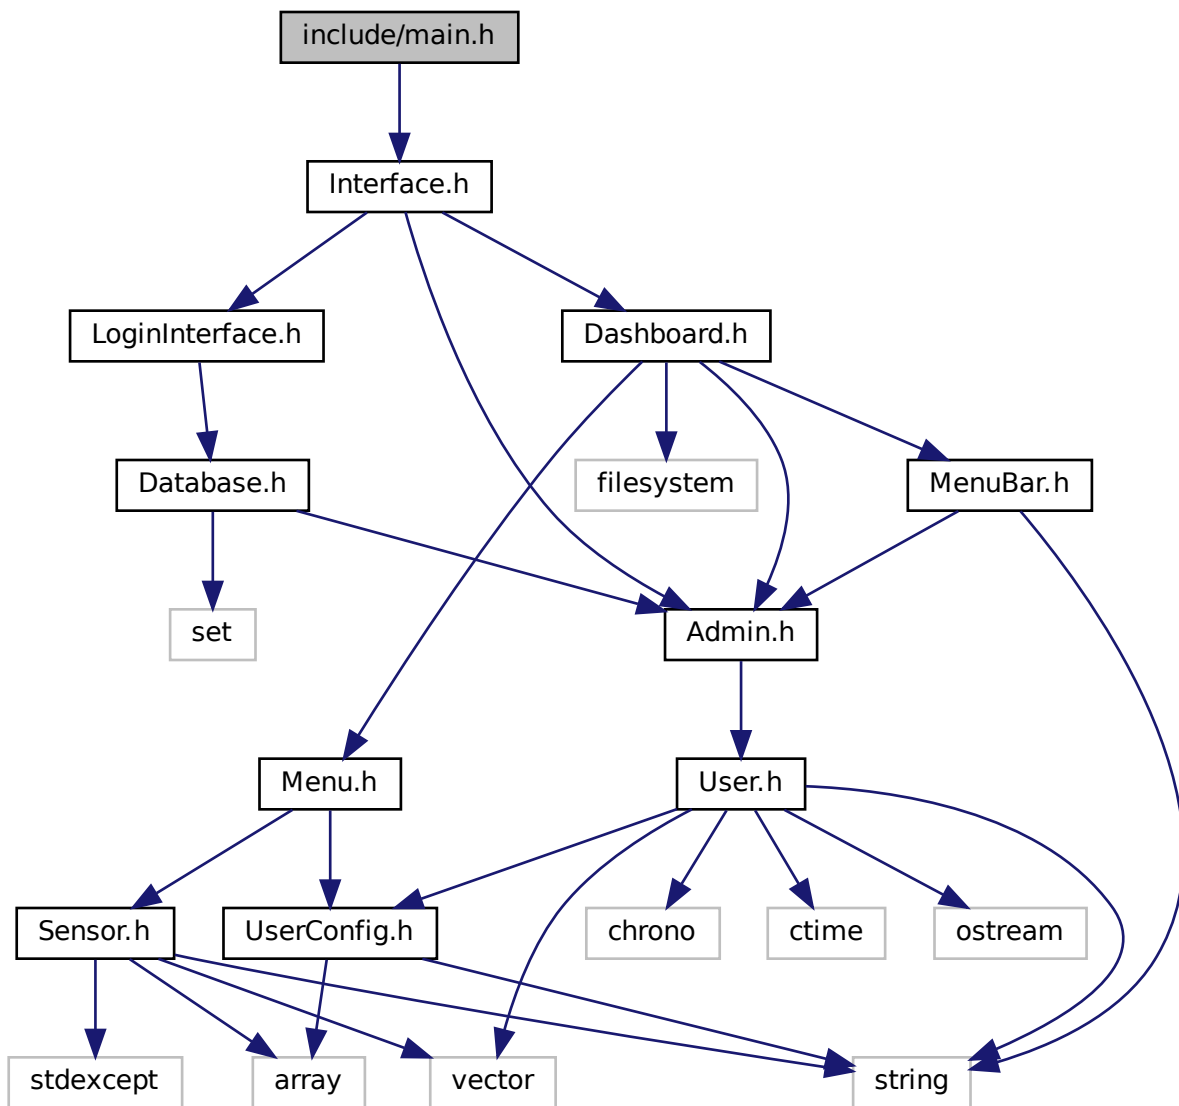 include/main.h
Interface.h
LoginInterface.h
Dashboard.h
Database.h
filesystem
MenuBar.h
set
Admin.h
Menu.h
User.h
Sensor.h
UserConfig.h
chrono
ctime
ostream
stdexcept
array
vector
string